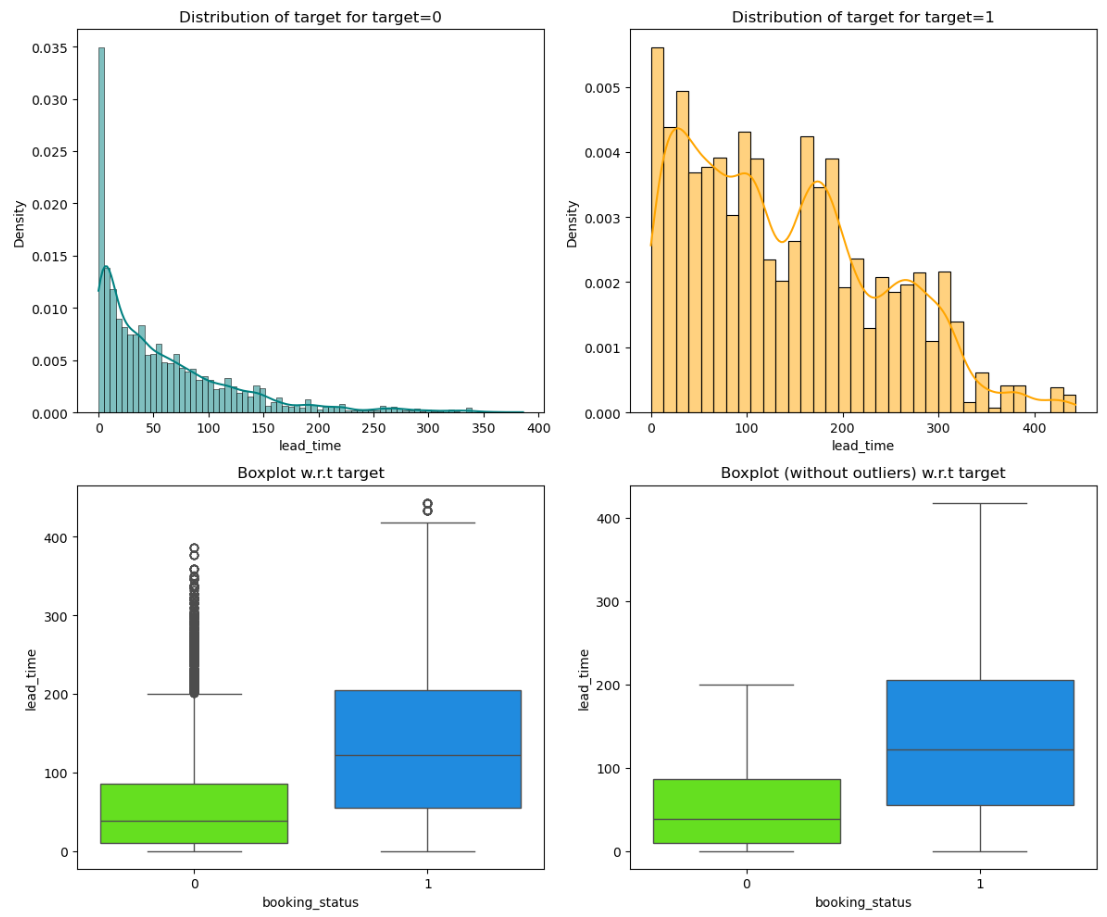 Distribution of target for target=0
Distribution of target for target=1
0.035
0.030
0.025
0.020
0.015
0.010
0.005
0.000
Density
0 50 100 150 200 250 300 350 400
lead_time
0.005
0.004
0.003
0.002
0.001
0.000
Density
0 100 200 300 400
lead_time
Boxplot w.r.t target
Boxplot (without outliers) w.r.t target
400
300
200
100
0
lead_time
0 1
booking_status
400
300
200
100
0
lead_time
0 1
booking_status